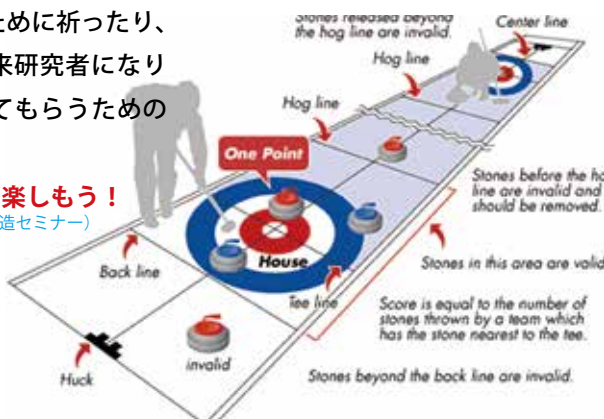 ために祈ったり、
来研究者になり
てもらうための
楽しもう！
造セミナー）
Stones released beyond
the hog line are invalid.
Center line
Hog line
Hog line
One Point
Stones before the ho
line are invalid and
should be removed.
House
Back line
Stones in this area are valid
Tee line
Score is equal to the number of
stones thrown by a team which
has the stone nearest to the tee.
Huck
invalid
Stones beyond the back line are invalid.